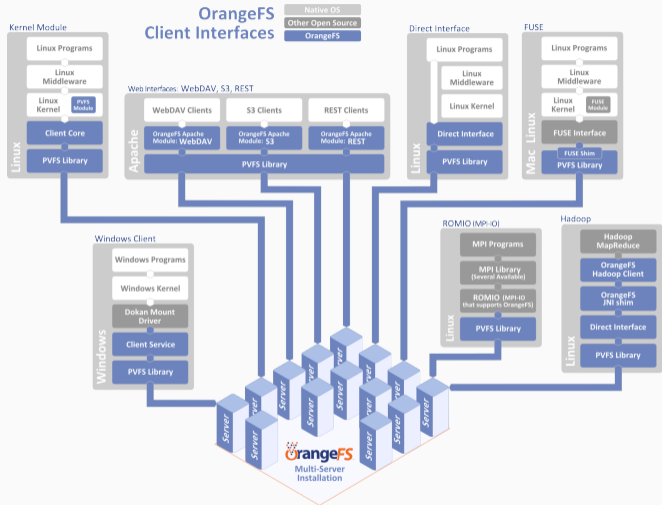 OrangeFS
Client Interfaces
Native OS
Other Open Source
OrangeFS
Kernel Module
Linux Programs
Linux
Middleware
Linux
Kernel
PVFS
Module
Client Core
PVFS Library
Linux
Web Interfaces: WebDAV, S3, REST
WebDAV Clients
S3 Clients
REST Clients
OrangeFS Apache
Module: WebDAV
OrangeFS Apache
Module: S3
OrangeFS Apache
Module: REST
PVFS Library
Apache
Direct Interface
Linux Programs
Linux
Middleware
Linux Kernel
Direct Interface
PVFS Library
Linux
FUSE
Linux Programs
Linux
Middleware
Linux
Kernel
FUSE
Module
FUSE Interface
FUSE Shim
PVFS Library
Mac Linux
Windows Client
Windows Programs
Windows Kernel
Dokan Mount
Driver
Client Service
PVFS Library
Windows
ROMIO (MPI-IO)
MPI Programs
MPI Library
(Several Available)
ROMIO (MPI-IO
that supports OrangeFS)
PVFS Library
Linux
Hadoop
Hadoop
MapReduce
OrangeFS
Hadoop Client
OrangeFS
JNI shim
Direct Interface
PVFS Library
Linux
Server
Server
Server
Server
Server
Server
Server
Server
Server
Server
Server
Server
Server
OrangeFS
Multi-Server
Installation